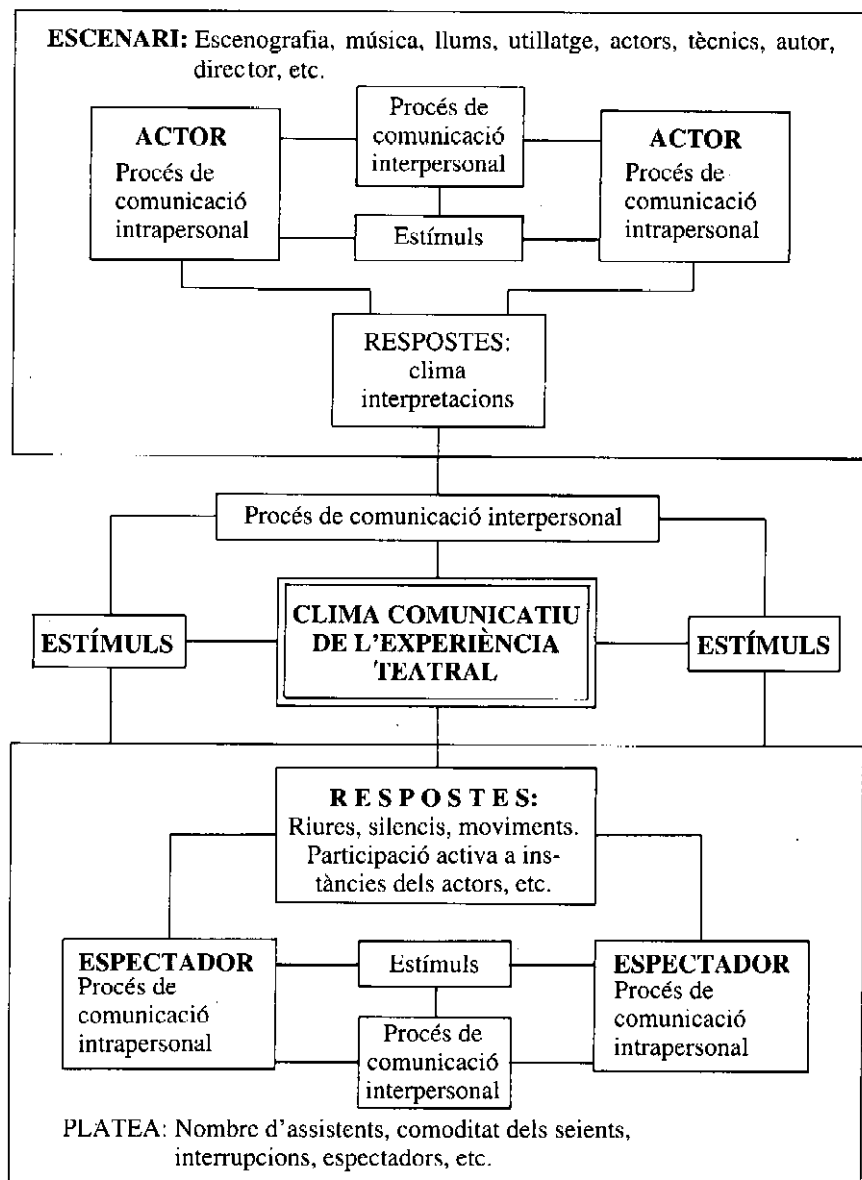 ESCENARI: Escenografia, música, llums, utillatge, actors, tècnics, autor,
director, etc.
ACTOR
Procés de
comunicació
intrapersonal
Procés de
comunicació
interpersonal
Estímuls
ACTOR
Procés de
comunicació
intrapersonal
RESPOSTES:
clima
interpretacions
Procés de comunicació interpersonal
ESTÍMULS
CLIMA COMUNICATIU
DE L'EXPERIÈNCIA
TEATRAL
ESTÍMULS
RESPOSTES:
Riures, silencis, moviments.
Participació activa a ins-
tàncies dels actors, etc.
ESPECTADOR
Procés de
comunicació
intrapersonal
Estímuls
Procés de
comunicació
interpersonal
ESPECTADOR
Procés de
comunicació
intrapersonal
PLATEA: Nombre d'assistents, comoditat dels seients,
interrupcions, espectadors, etc.